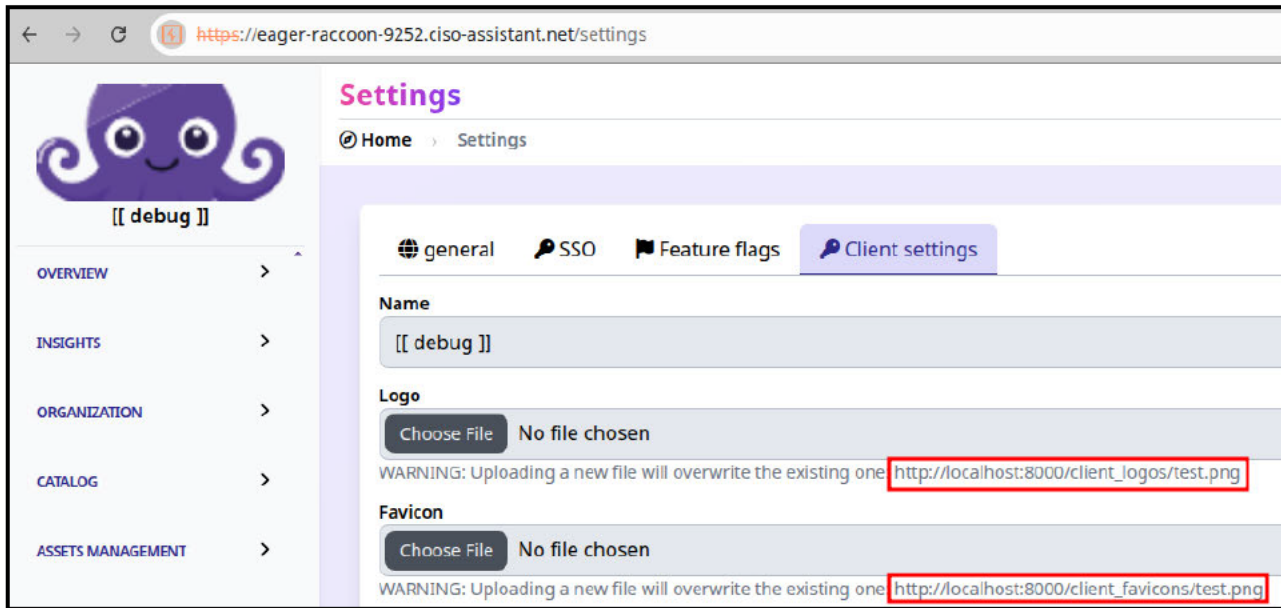 https://eager-raccoon-9252.ciso-assistant.net/settings
Settings
Home › Settings
[[ debug ]]
OVERVIEW
INSIGHTS
ORGANIZATION
CATALOG
ASSETS MANAGEMENT
general SSO Feature flags Client settings
Name
[[ debug ]]
Logo
Choose File No file chosen
WARNING: Uploading a new file will overwrite the existing one: http://localhost:8000/client_logos/test.png
Favicon
Choose File No file chosen
WARNING: Uploading a new file will overwrite the existing one: http://localhost:8000/client_favicons/test.png